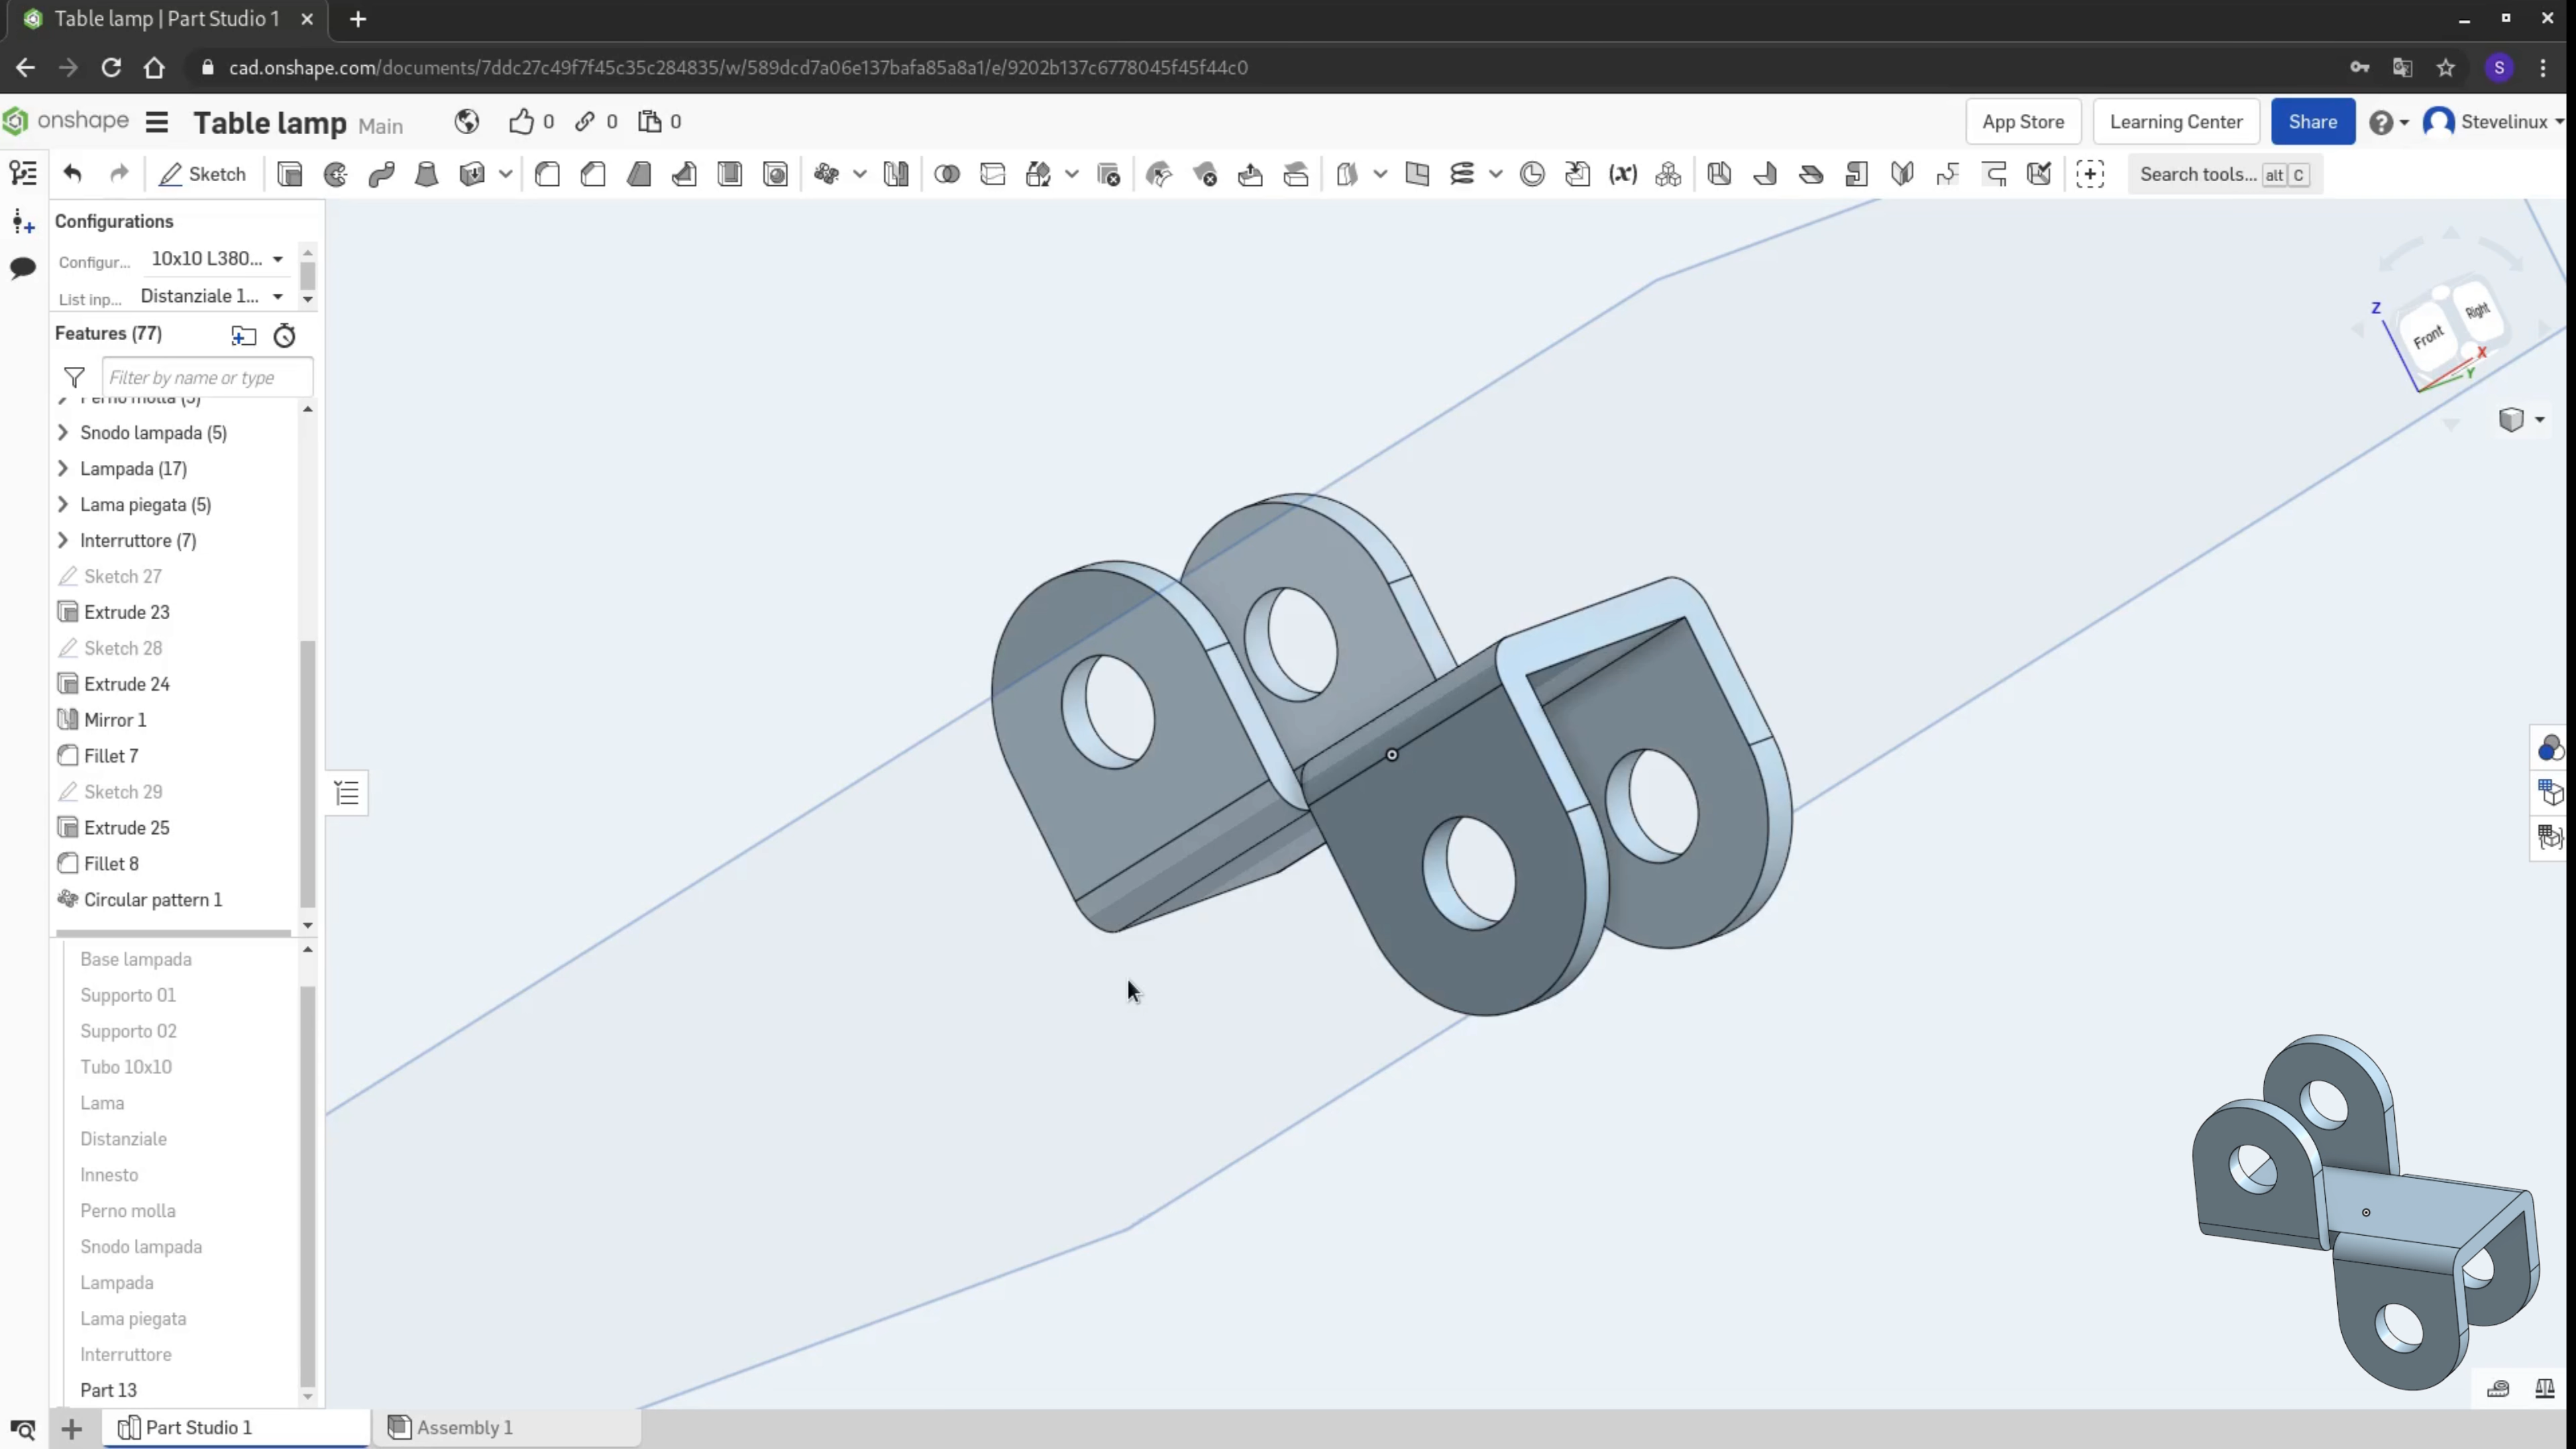 Table lamp | Part Studio 1
cad.onshape.com/documents/7ddc27c49f7f45c35c284835/w/589dcd7a06e137bafa85a8a1/e/9202b137c6778045f45f44c0
S
onshape
Table lamp Main
0
0
0
App Store
Learning Center
Share
Stevelinux
Sketch
(x)
Search tools... alt C
Configurations
Configur... 10x10 L380...
List inp... Distanziale 1...
Features (77)
Filter by name or type
Perno molla (5)
Snodo lampada (5)
Lampada (17)
Lama piegata (5)
Interruttore (7)
Sketch 27
Extrude 23
Sketch 28
Extrude 24
Mirror 1
Fillet 7
Sketch 29
Extrude 25
Fillet 8
Circular pattern 1
Base lampada
Supporto 01
Supporto 02
Tubo 10x10
Lama
Distanziale
Innesto
Perno molla
Snodo lampada
Lampada
Lama piegata
Interruttore
Part 13
Z
Front
Right
X
Y
Part Studio 1
Assembly 1